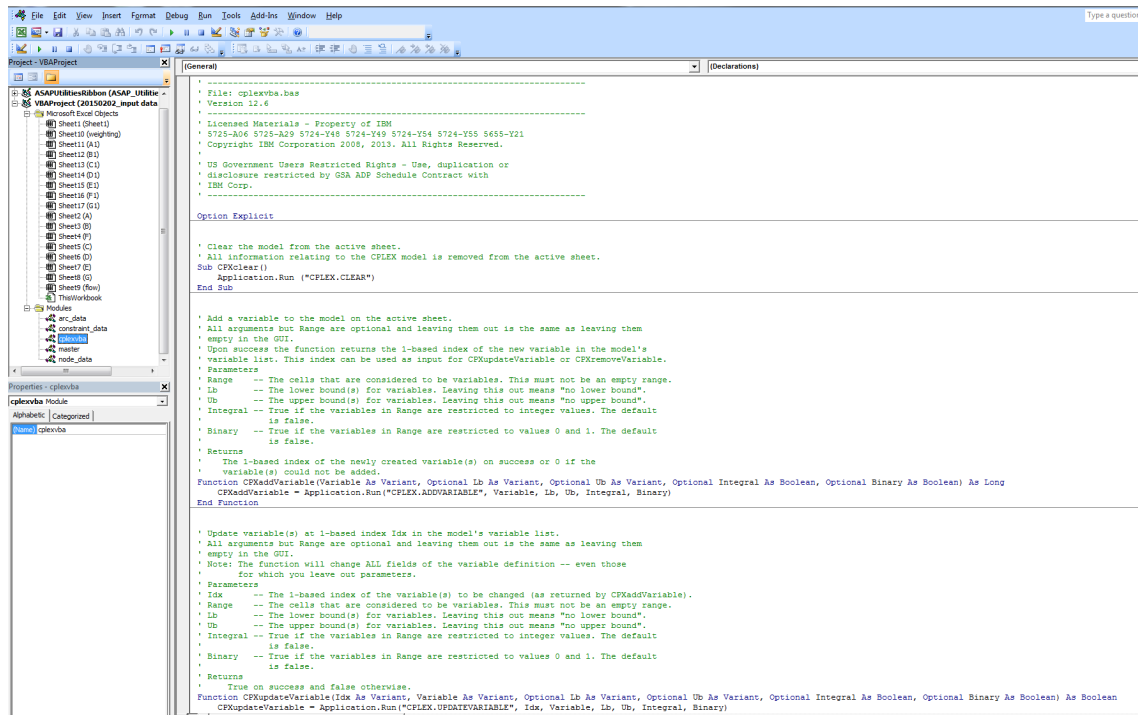 File Edit View Insert Format Debug Run Tools Add-Ins Window Help
Type a question
Project - VBAProject
ASAPUtilitiesRibbon (ASAP_Utilitie
VBAProject (20150202_input data
Microsoft Excel Objects
Sheet1 (Sheet1)
Sheet10 (weighting)
Sheet11 (A1)
Sheet12 (B1)
Sheet13 (C1)
Sheet14 (D1)
Sheet15 (E1)
Sheet16 (F1)
Sheet17 (G1)
Sheet2 (A)
Sheet3 (B)
Sheet4 (F)
Sheet5 (C)
Sheet6 (D)
Sheet7 (E)
Sheet8 (G)
Sheet9 (flow)
ThisWorkbook
Modules
arc_data
constraint_data
cplexvba
master
node_data
Properties - cplexvba
cplexvba Module
Alphabetic Categorized
(Name) cplexvba
(General) (Declarations)
' -------------------------------------------------------------------------
' File: cplexvba.bas
' Version 12.6
' -------------------------------------------------------------------------
' Licensed Materials - Property of IBM
' 5725-A06 5725-A29 5724-Y48 5724-Y49 5724-Y54 5724-Y55 5655-Y21
' Copyright IBM Corporation 2008, 2013. All Rights Reserved.
'
' US Government Users Restricted Rights - Use, duplication or
' disclosure restricted by GSA ADP Schedule Contract with
' IBM Corp.
' -------------------------------------------------------------------------
Option Explicit
' Clear the model from the active sheet.
' All information relating to the CPLEX model is removed from the active sheet.
Sub CPXclear()
Application.Run ("CPLEX.CLEAR")
End Sub
' Add a variable to the model on the active sheet.
' All arguments but Range are optional and leaving them out is the same as leaving them
' empty in the GUI.
' Upon success the function returns the 1-based index of the new variable in the model's
' variable list. This index can be used as input for CPXupdateVariable or CPXremoveVariable.
' Parameters
' Range -- The cells that are considered to be variables. This must not be an empty range.
' Lb -- The lower bound(s) for variables. Leaving this out means "no lower bound".
' Ub -- The upper bound(s) for variables. Leaving this out means "no upper bound".
' Integral -- True if the variables in Range are restricted to integer values. The default
' is false.
' Binary -- True if the variables in Range are restricted to values 0 and 1. The default
' is false.
' Returns
' The 1-based index of the newly created variable(s) on success or 0 if the
' variable(s) could not be added.
Function CPXaddVariable(Variable As Variant, Optional Lb As Variant, Optional Ub As Variant, Optional Integral As Boolean, Optional Binary As Boolean) As Long
CPXaddVariable = Application.Run("CPLEX.ADDVARIABLE", Variable, Lb, Ub, Integral, Binary)
End Function
' Update variable(s) at 1-based index Idx in the model's variable list.
' All arguments but Range are optional and leaving them out is the same as leaving them
' empty in the GUI.
' Note: The function will change ALL fields of the variable definition -- even those
' for which you leave out parameters.
' Parameters
' Idx -- The 1-based index of the variable(s) to be changed (as returned by CPXaddVariable).
' Range -- The cells that are considered to be variables. This must not be an empty range.
' Lb -- The lower bound(s) for variables. Leaving this out means "no lower bound".
' Ub -- The upper bound(s) for variables. Leaving this out means "no upper bound".
' Integral -- True if the variables in Range are restricted to integer values. The default
' is false.
' Binary -- True if the variables in Range are restricted to values 0 and 1. The default
' is false.
' Returns
' True on success and false otherwise.
Function CPXupdateVariable(Idx As Variant, Variable As Variant, Optional Lb As Variant, Optional Ub As Variant, Optional Integral As Boolean, Optional Binary As Boolean) As Boolean
CPXupdateVariable = Application.Run("CPLEX.UPDATEVARIABLE", Idx, Variable, Lb, Ub, Integral, Binary)